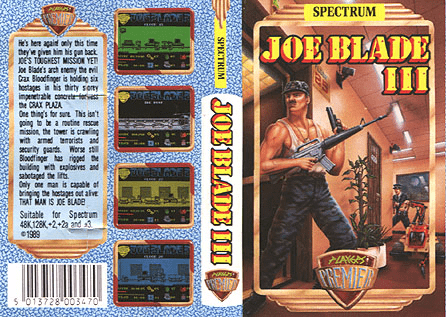 He's here again only this time
they've given him his gun back.
JOE'S TOUGHEST MISSION YET!
Joe Blade's arch enemy the evil
Crax Bloodfinger is holding six
hostages in his thirty storey
impenetrable concrete fortress
the CRAX PLAZA.
One thing's for sure. This isn't
going to be a routine rescue
mission, the tower is crawling
with armed terrorists and
security guards. Worse still
Bloodfinger has rigged the
building with explosives and
sabotaged the lifts.
Only one man is capable of
bringing the hostages out alive:
THAT MAN IS JOE BLADE!
Suitable for Spectrum
48K,128K,+2,+2a and +3.
©1989
5 013728 003470
SPECTRUM
JOE BLADE III
PLAYERS
PREMIER
SPECTRUM
JOE BLADE
III
PLAYERS
PREMIER